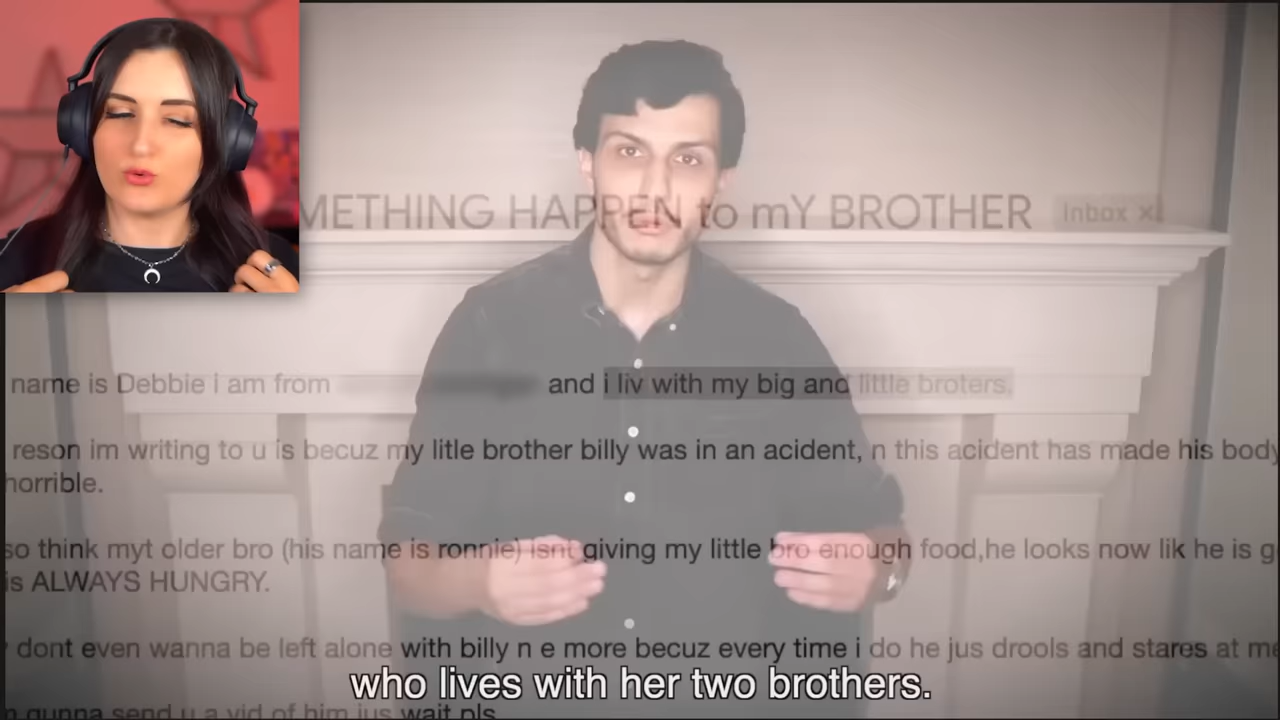 METHING HAPPEN to mY BROTHER Inbox ×
name is Debbie i am from and i liv with my big and little broters.
reson im writing to u is becuz my litle brother billy was in an acident, n this acident has made his body
horrible.
so think myt older bro (his name is ronnie) isnt giving my little bro enough food,he looks now lik he is g
is ALWAYS HUNGRY.
dont even wanna be left alone with billy n e more becuz every time i do he jus drools and stares at me
who lives with her two brothers.
gunna send u a vid of him jus wait pls